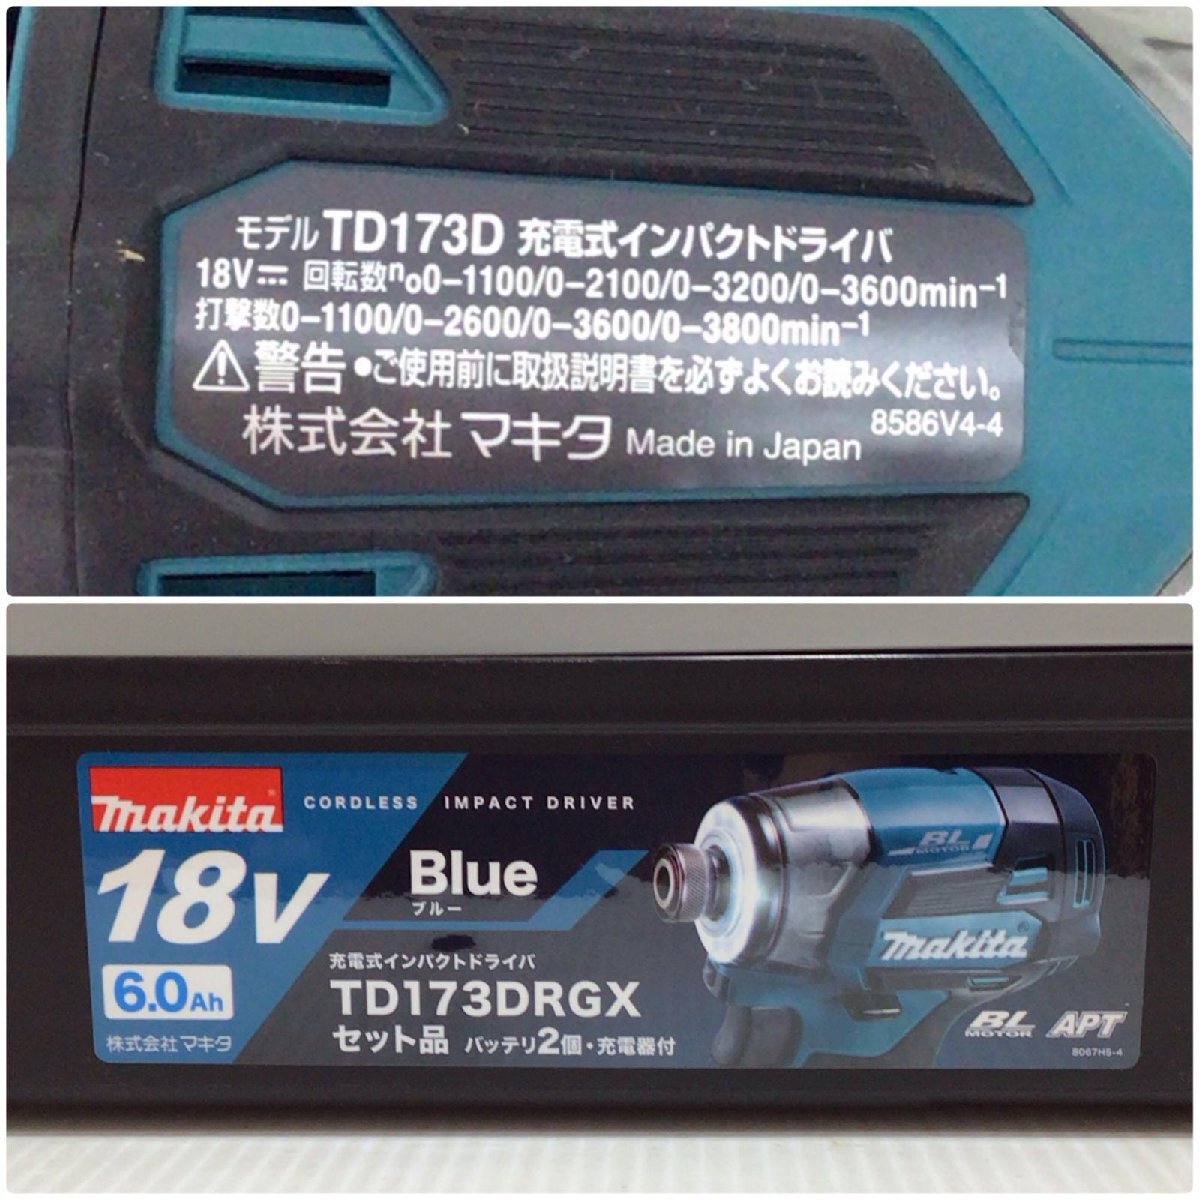 モデル TD173D 充電式インパクトドライバ
18V⎓ 回転数n₀0-1100/0-2100/0-3200/0-3600min⁻¹
打撃数0-1100/0-2600/0-3600/0-3800min⁻¹
⚠警告 ●ご使用前に取扱説明書を必ずよくお読みください。
株式会社マキタ Made in Japan 8586V4-4
makita CORDLESS IMPACT DRIVER
18V
Blue
ブルー
6.0Ah
充電式インパクトドライバ
TD173DRGX
セット品 バッテリ2個・充電器付
株式会社マキタ
BL MOTOR
makita
BL MOTOR APT
8067H5-4